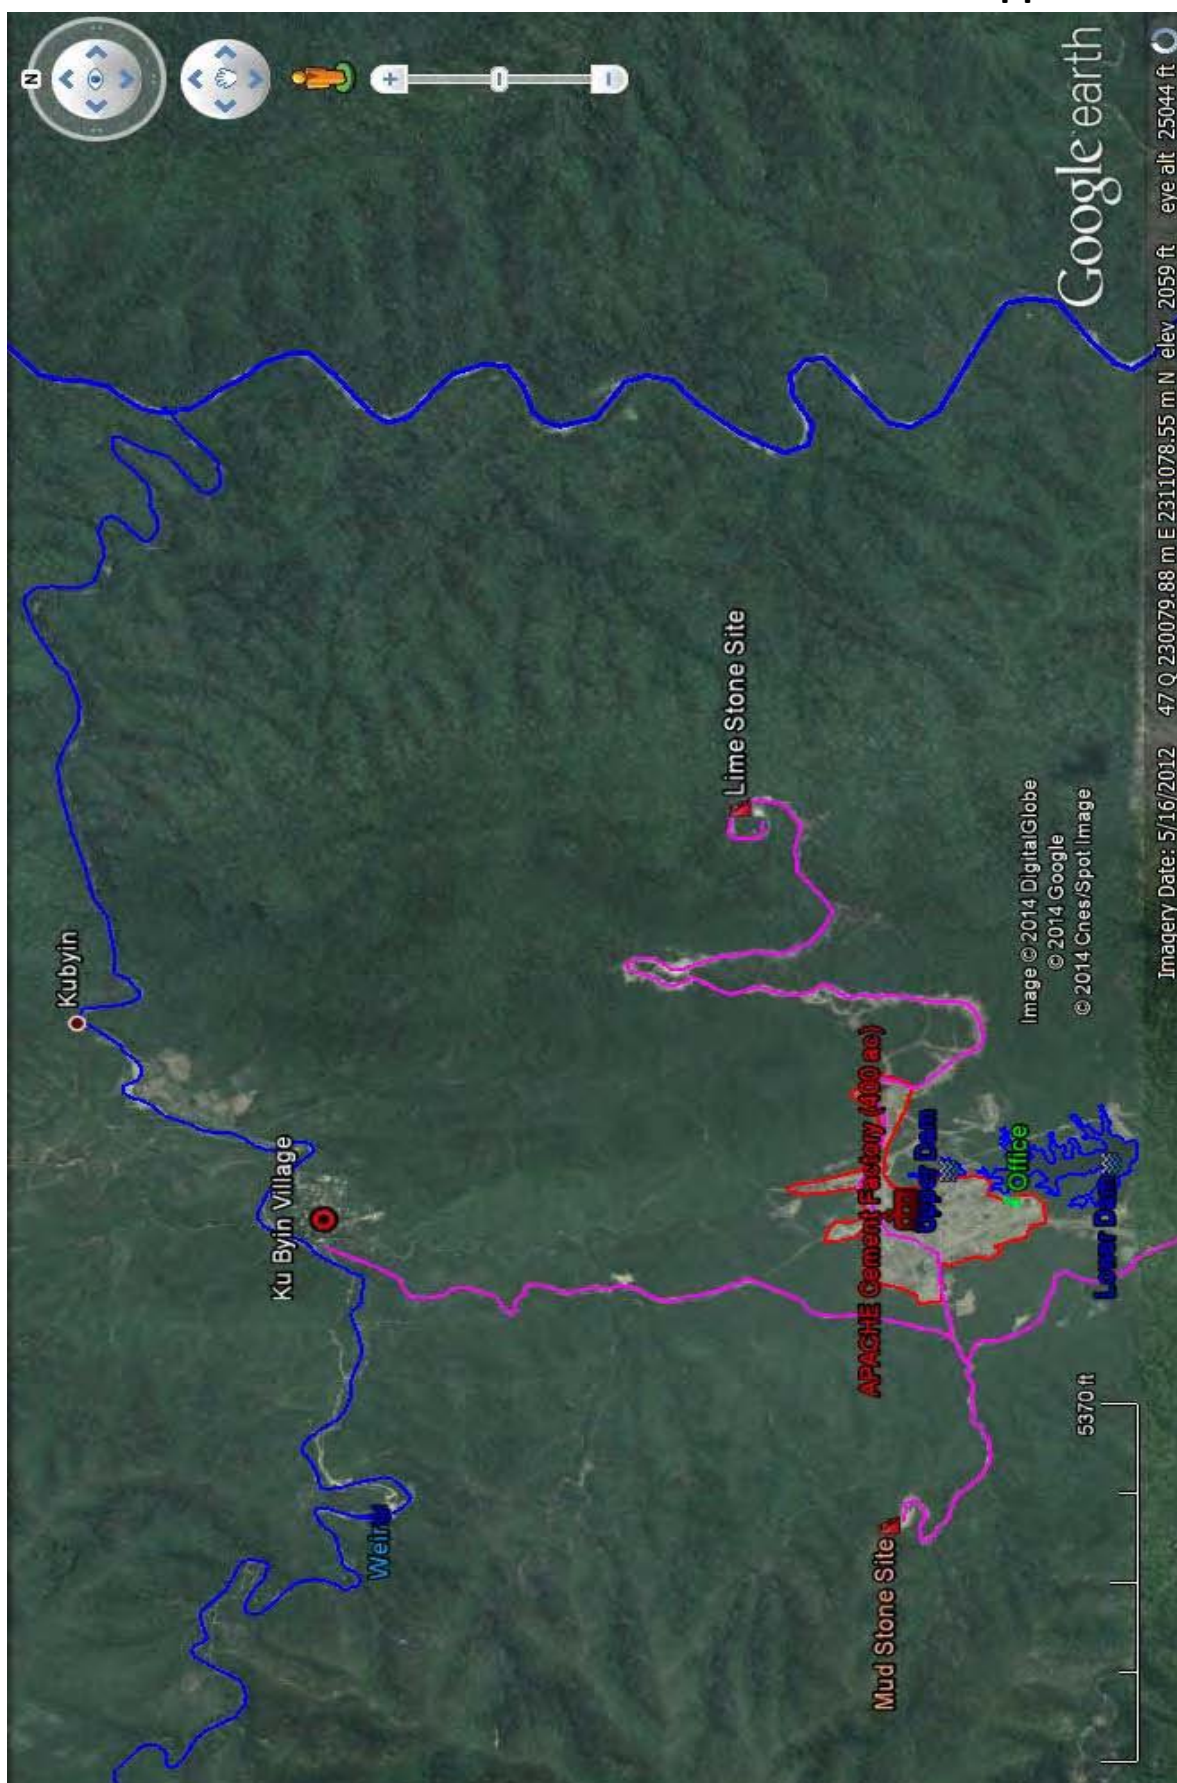 N
Kubyin
Ku Byin Village
Weir
Lime Stone Site
APACHE Cement Factory (400 ac)
Upper Dam
Office
Lower Dam
Mud Stone Site
5370 ft
Image © 2014 DigitalGlobe
© 2014 Google
© 2014 Cnes/Spot Image
Google earth
Imagery Date: 5/16/2012 47 Q 230079.88 m E 2311078.55 m N elev 2059 ft eye alt 25044 ft